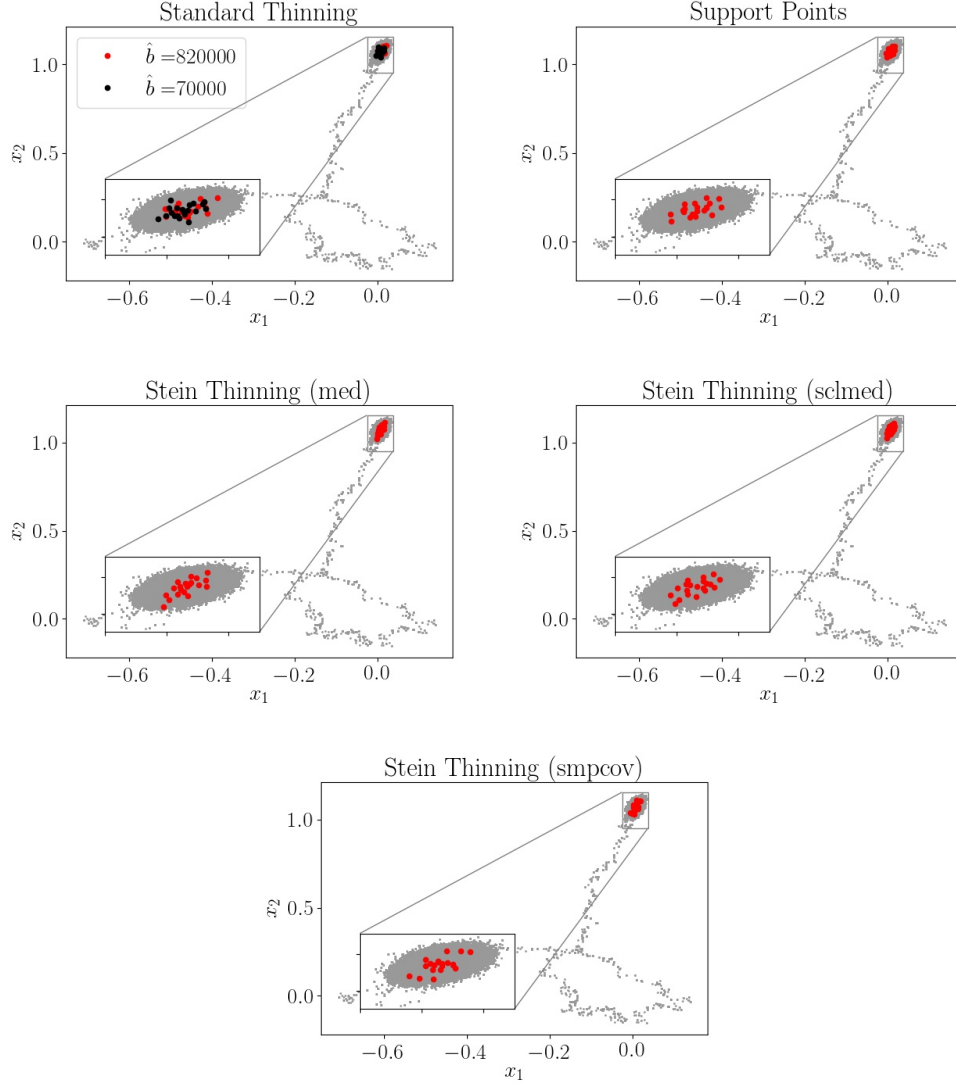 Standard Thinning
b̂ =820000
b̂ =70000
1.0
0.5
0.0
x₂
−0.6
−0.4
−0.2
0.0
x₁
Support Points
1.0
0.5
0.0
x₂
−0.6
−0.4
−0.2
0.0
x₁
Stein Thinning (med)
1.0
0.5
0.0
x₂
−0.6
−0.4
−0.2
0.0
x₁
Stein Thinning (sclmed)
1.0
0.5
0.0
x₂
−0.6
−0.4
−0.2
0.0
x₁
Stein Thinning (smpcov)
1.0
0.5
0.0
x₂
−0.6
−0.4
−0.2
0.0
x₁